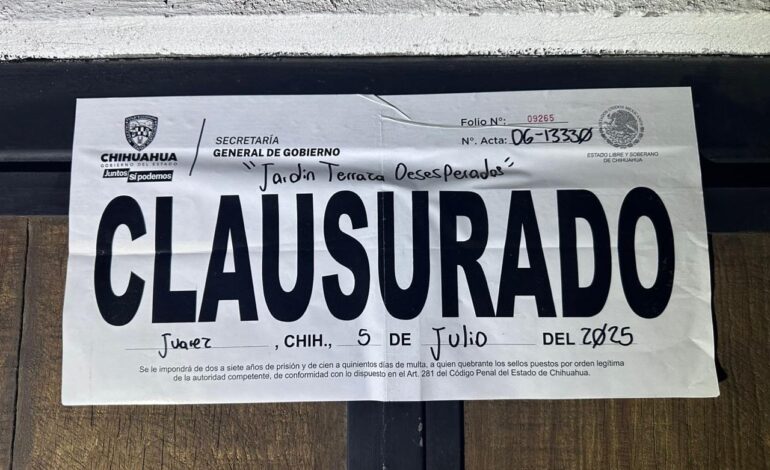 CHIHUAHUA
GOBIERNO DEL ESTADO
Juntos Sí podemos
SECRETARÍA
GENERAL DE GOBIERNO
Folio Nº: 09265
Nº. Acta: 06-13330
ESTADO LIBRE Y SOBERANO
DE CHIHUAHUA
"Jardin Terraza Desesperados"
CLAUSURADO
Juarez, CHIH., 5 DE Julio DEL 2025
Se le impondrá de dos a siete años de prisión y de cien a quinientos días de multa, a quien quebrante los sellos puestos por orden legítima
de la autoridad competente, de conformidad con lo dispuesto en el Art. 281 del Código Penal del Estado de Chihuahua.